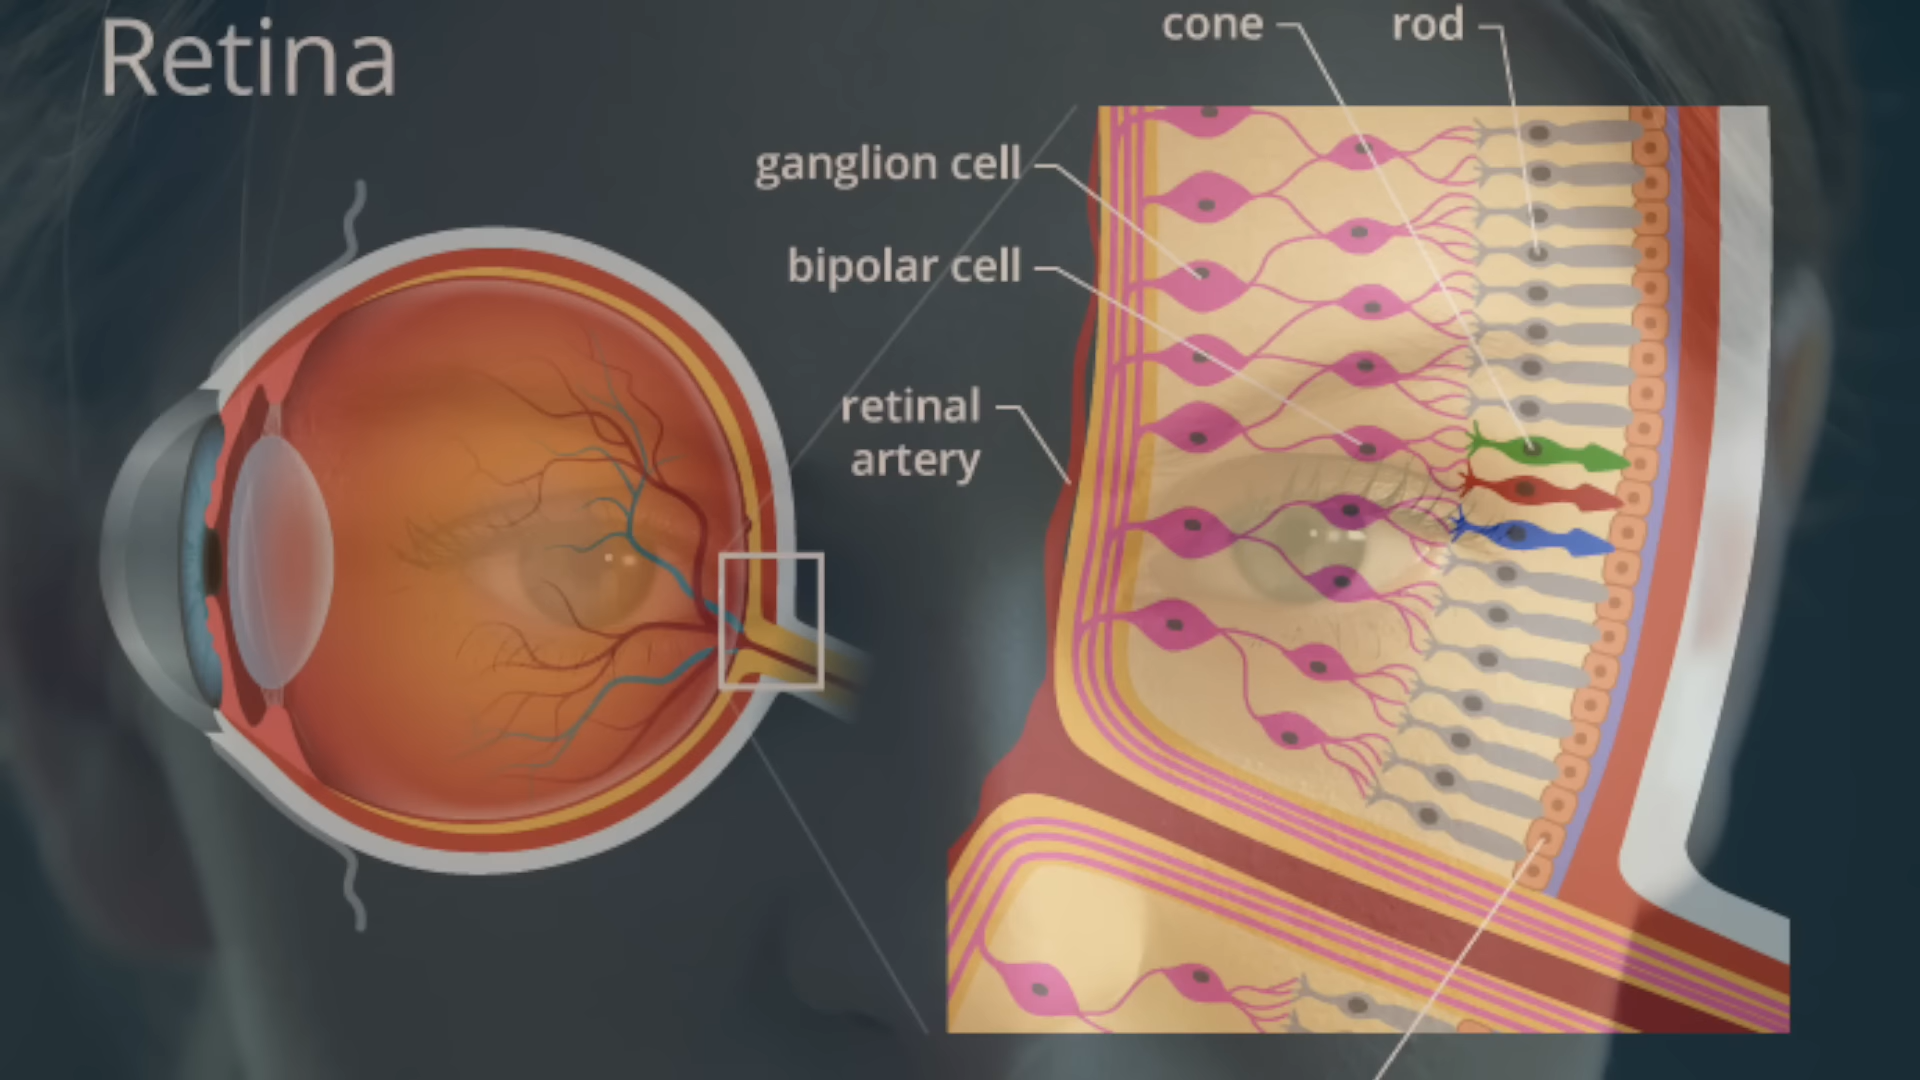 Retina
cone
rod
ganglion cell
bipolar cell
retinal
artery